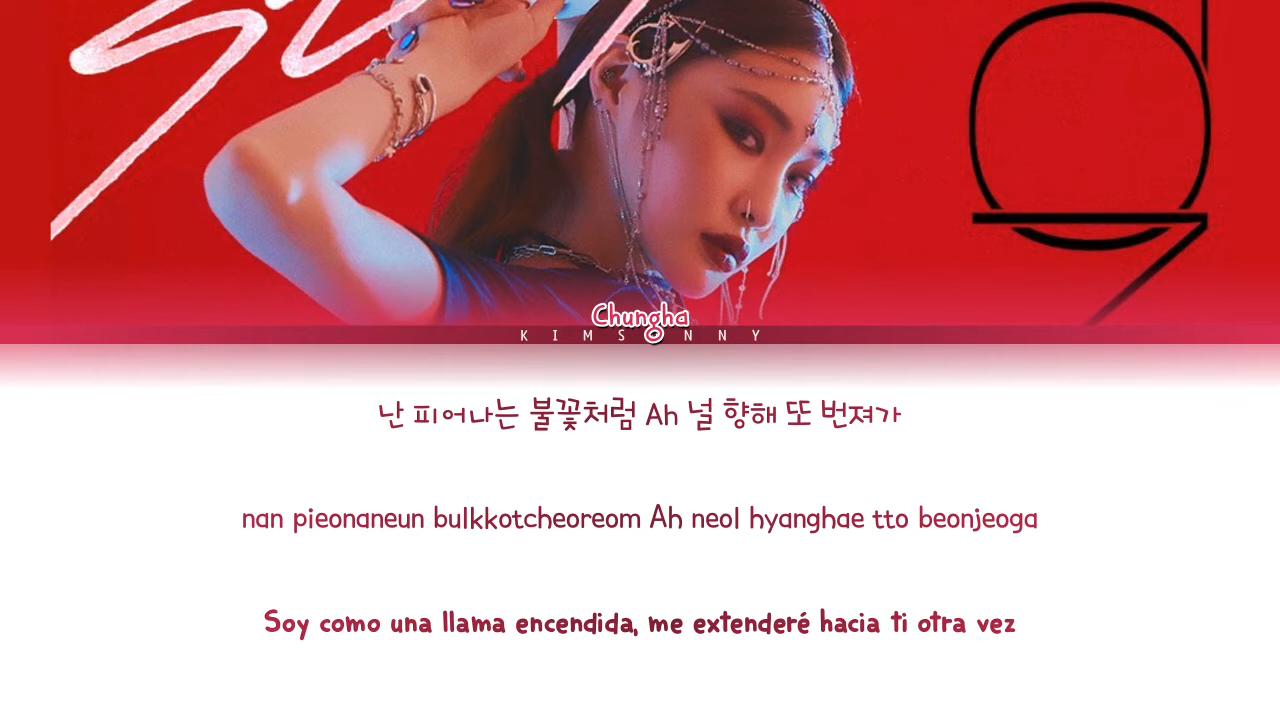 Chungha
KIMSONNY
난 피어나는 불꽃처럼 Ah 널 향해 또 번져가
nan pieonaneun bulkkotcheoreom Ah neol hyanghae tto beonjeoga
Soy como una llama encendida, me extenderé hacia ti otra vez